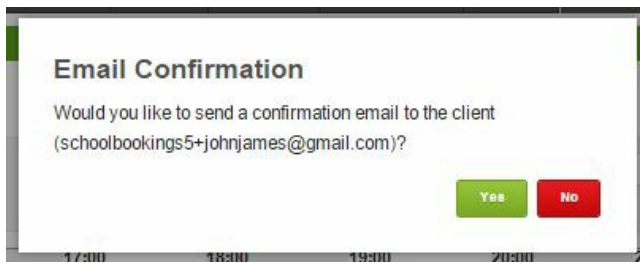 Email Confirmation
Would you like to send a confirmation email to the client
(schoolbookings5+johnjames@gmail.com)?
Yes No
17:00 18:00 19:00 20:00